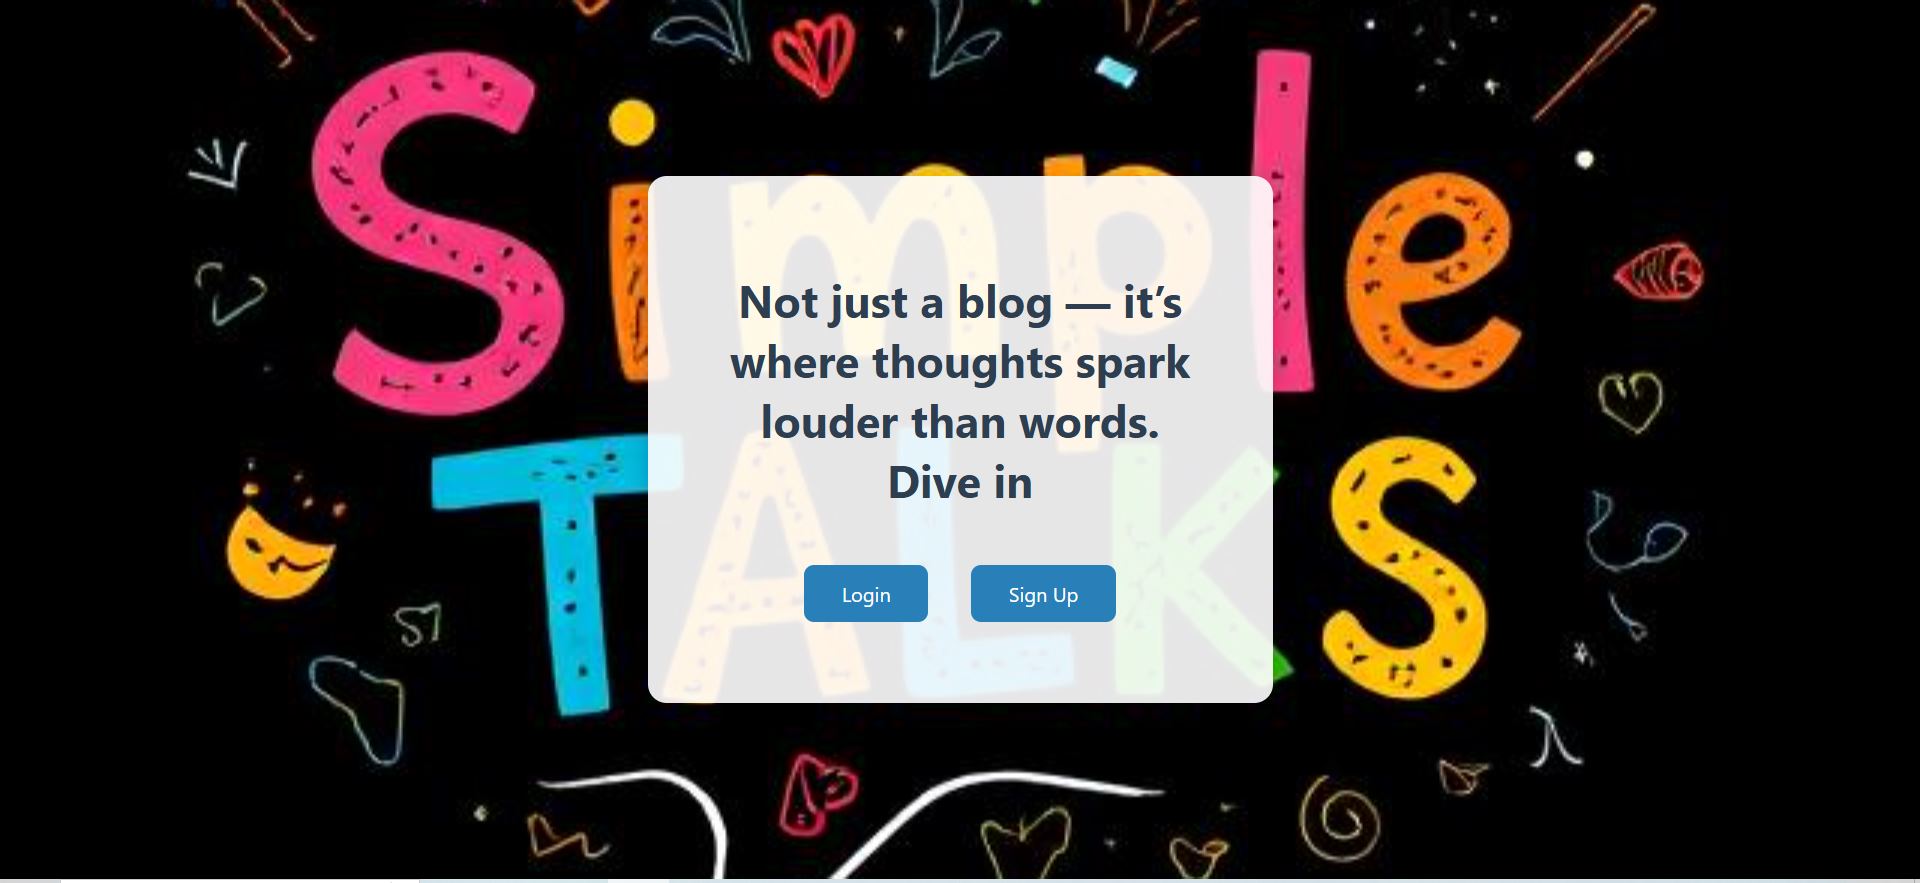 Simple
TALKS
Not just a blog — it’s
where thoughts spark
louder than words.
Dive in
Login
Sign Up